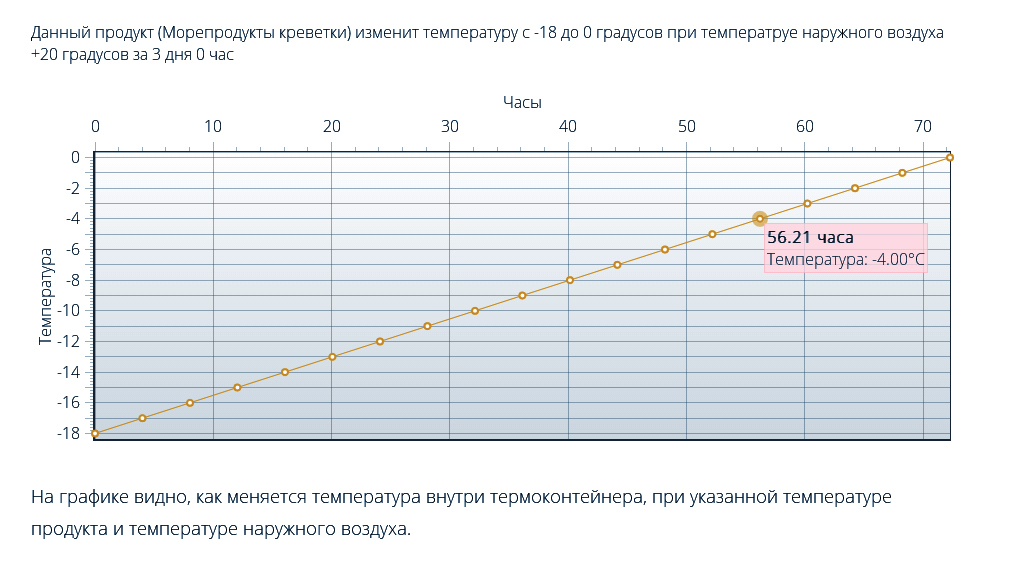 Данный продукт (Морепродукты креветки) изменит температуру с -18 до 0 градусов при температруе наружного воздуха
+20 градусов за 3 дня 0 час
Часы
0 10 20 30 40 50 60 70
0
-2
-4
-6
-8
-10
-12
-14
-16
-18
Температура
56.21 часа
Температура: -4.00°C
На графике видно, как меняется температура внутри термоконтейнера, при указанной температуре
продукта и температуре наружного воздуха.